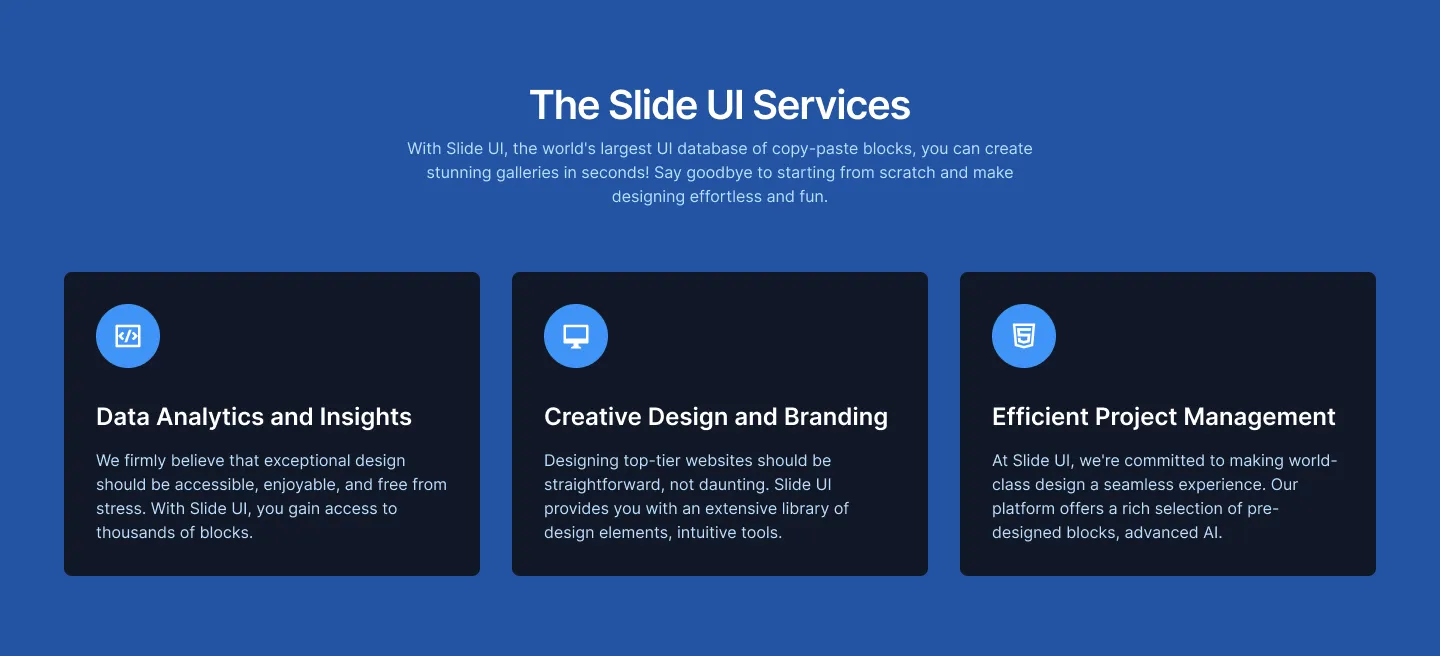 The Slide UI Services
With Slide UI, the world's largest UI database of copy-paste blocks, you can create
stunning galleries in seconds! Say goodbye to starting from scratch and make
designing effortless and fun.
Data Analytics and Insights
We firmly believe that exceptional design
should be accessible, enjoyable, and free from
stress. With Slide UI, you gain access to
thousands of blocks.
Creative Design and Branding
Designing top-tier websites should be
straightforward, not daunting. Slide UI
provides you with an extensive library of
design elements, intuitive tools.
Efficient Project Management
At Slide UI, we're committed to making world-
class design a seamless experience. Our
platform offers a rich selection of pre-
designed blocks, advanced AI.